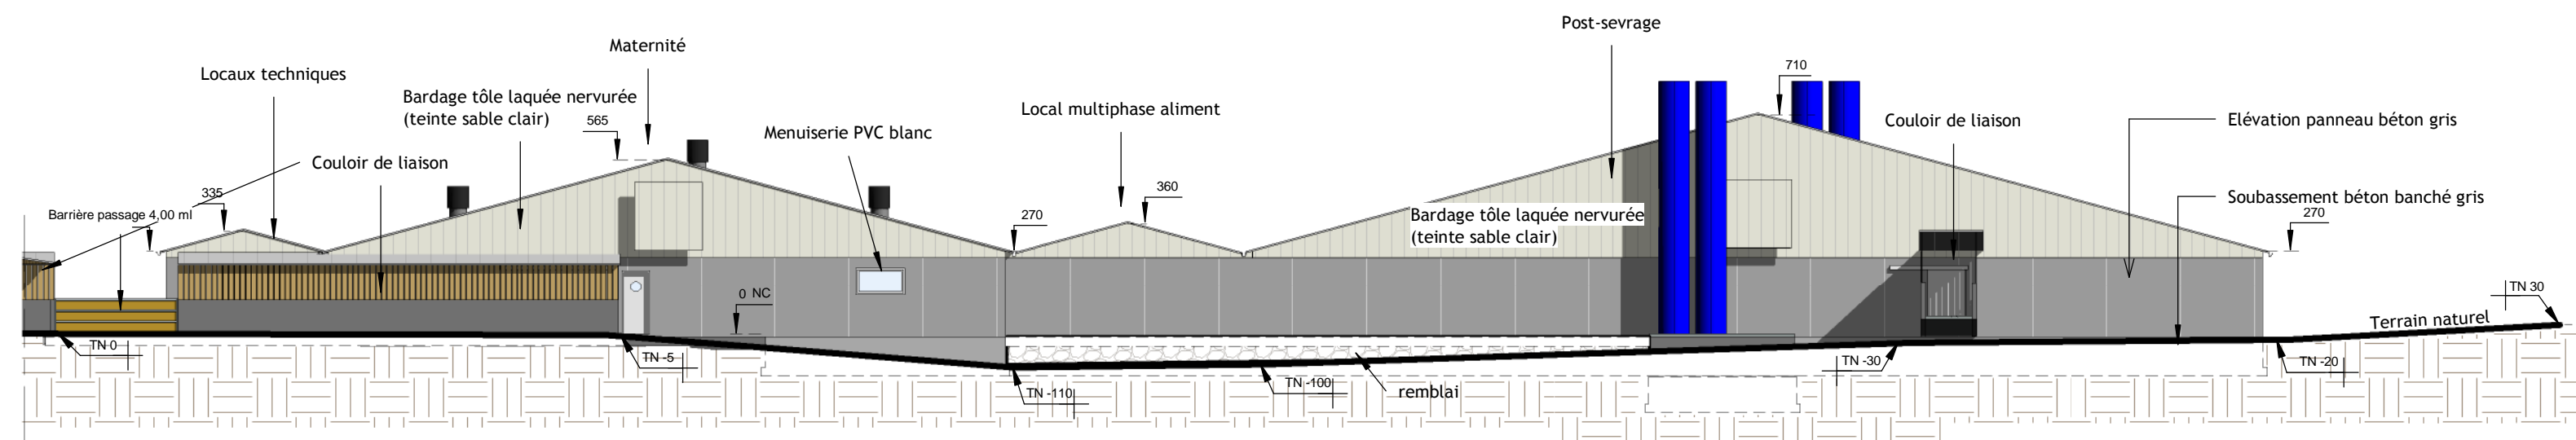 Post-sevrage
Maternité
710
Locaux techniques
Bardage tôle laquée nervurée
(teinte sable clair)
565
Local multiphase aliment
Menuiserie PVC blanc
Couloir de liaison
Elévation panneau béton gris
Couloir de liaison
335
360
Soubassement béton banché gris
Barrière passage 4,00 ml
270
Bardage tôle laquée nervurée
(teinte sable clair)
270
0 NC
TN 30
Terrain naturel
TN 0
TN -5
TN -30
TN -20
TN -110
TN -100
remblai